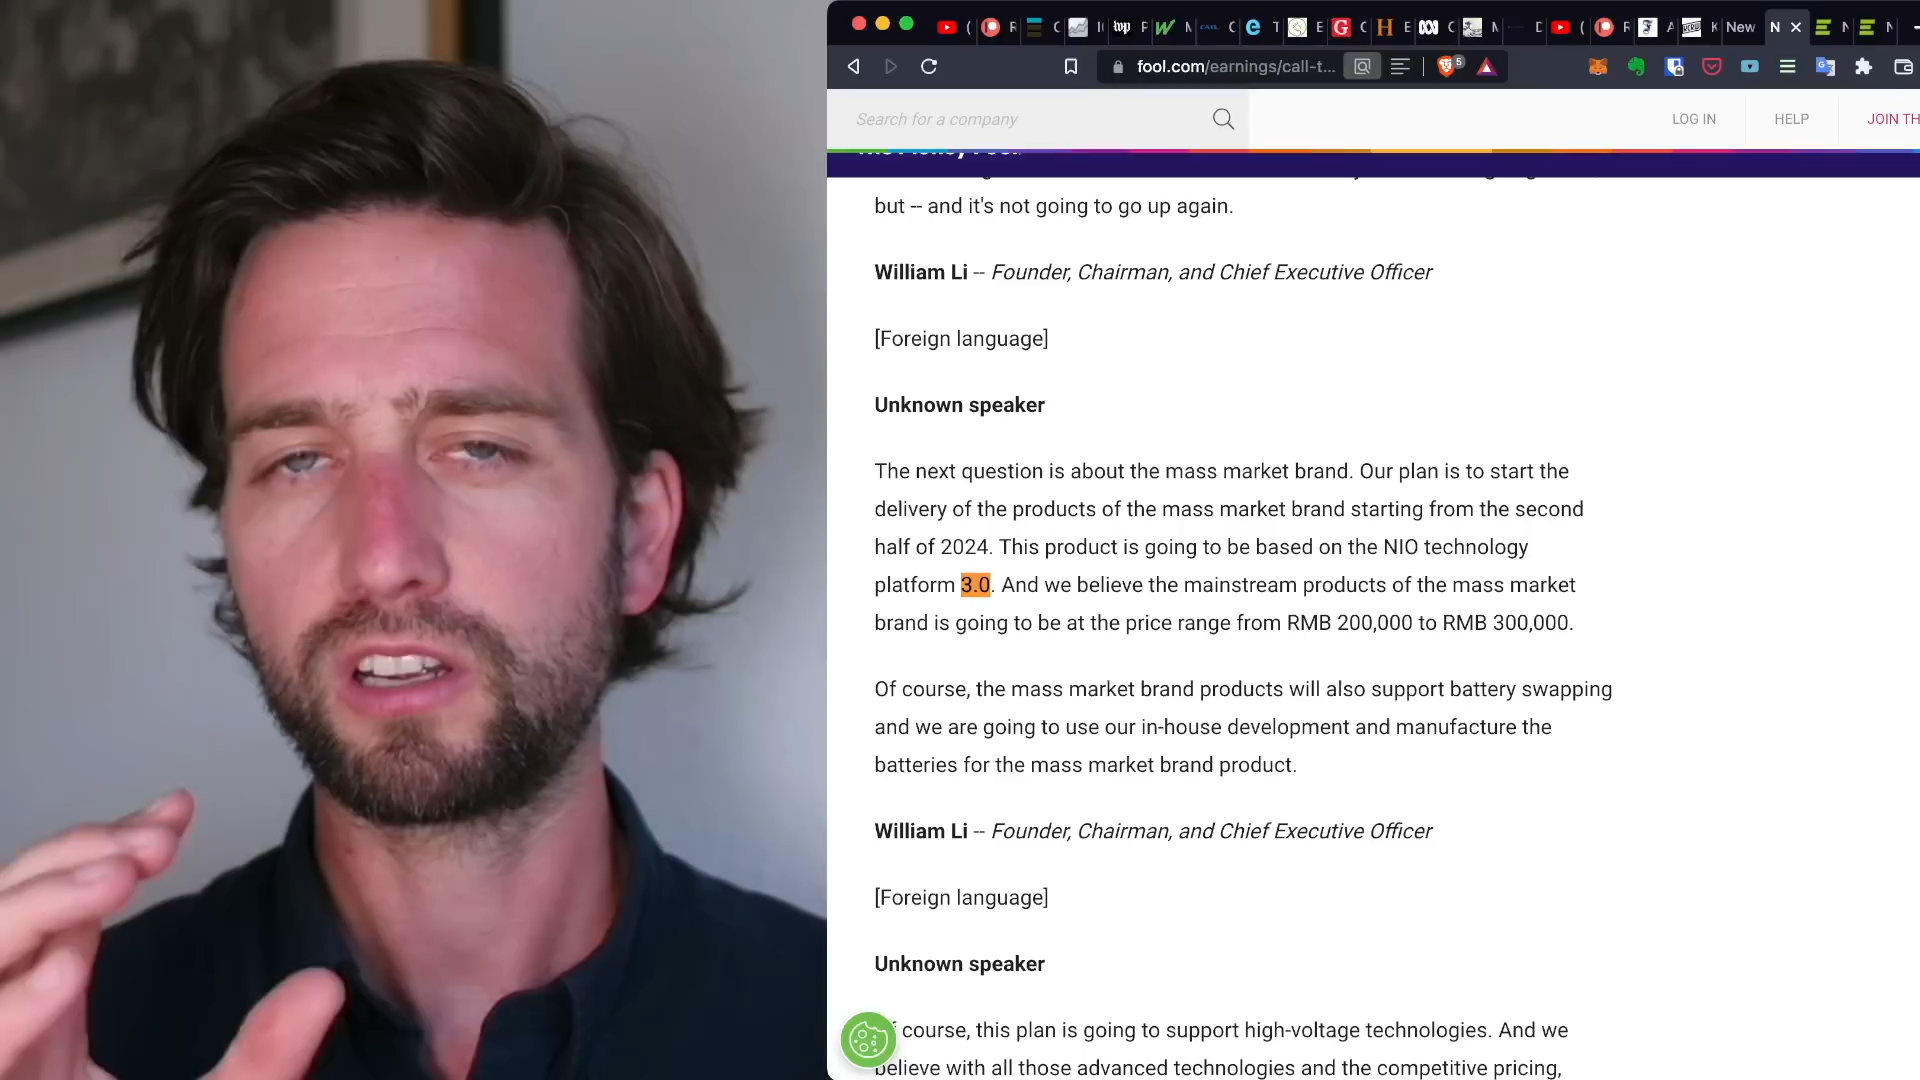 New
N
fool.com/earnings/call-t...
5
Search for a company
LOG IN
HELP
JOIN TH
but -- and it's not going to go up again.
William Li -- Founder, Chairman, and Chief Executive Officer
[Foreign language]
Unknown speaker
The next question is about the mass market brand. Our plan is to start the
delivery of the products of the mass market brand starting from the second
half of 2024. This product is going to be based on the NIO technology
platform 3.0. And we believe the mainstream products of the mass market
brand is going to be at the price range from RMB 200,000 to RMB 300,000.
Of course, the mass market brand products will also support battery swapping
and we are going to use our in-house development and manufacture the
batteries for the mass market brand product.
William Li -- Founder, Chairman, and Chief Executive Officer
[Foreign language]
Unknown speaker
course, this plan is going to support high-voltage technologies. And we
believe with all those advanced technologies and the competitive pricing,